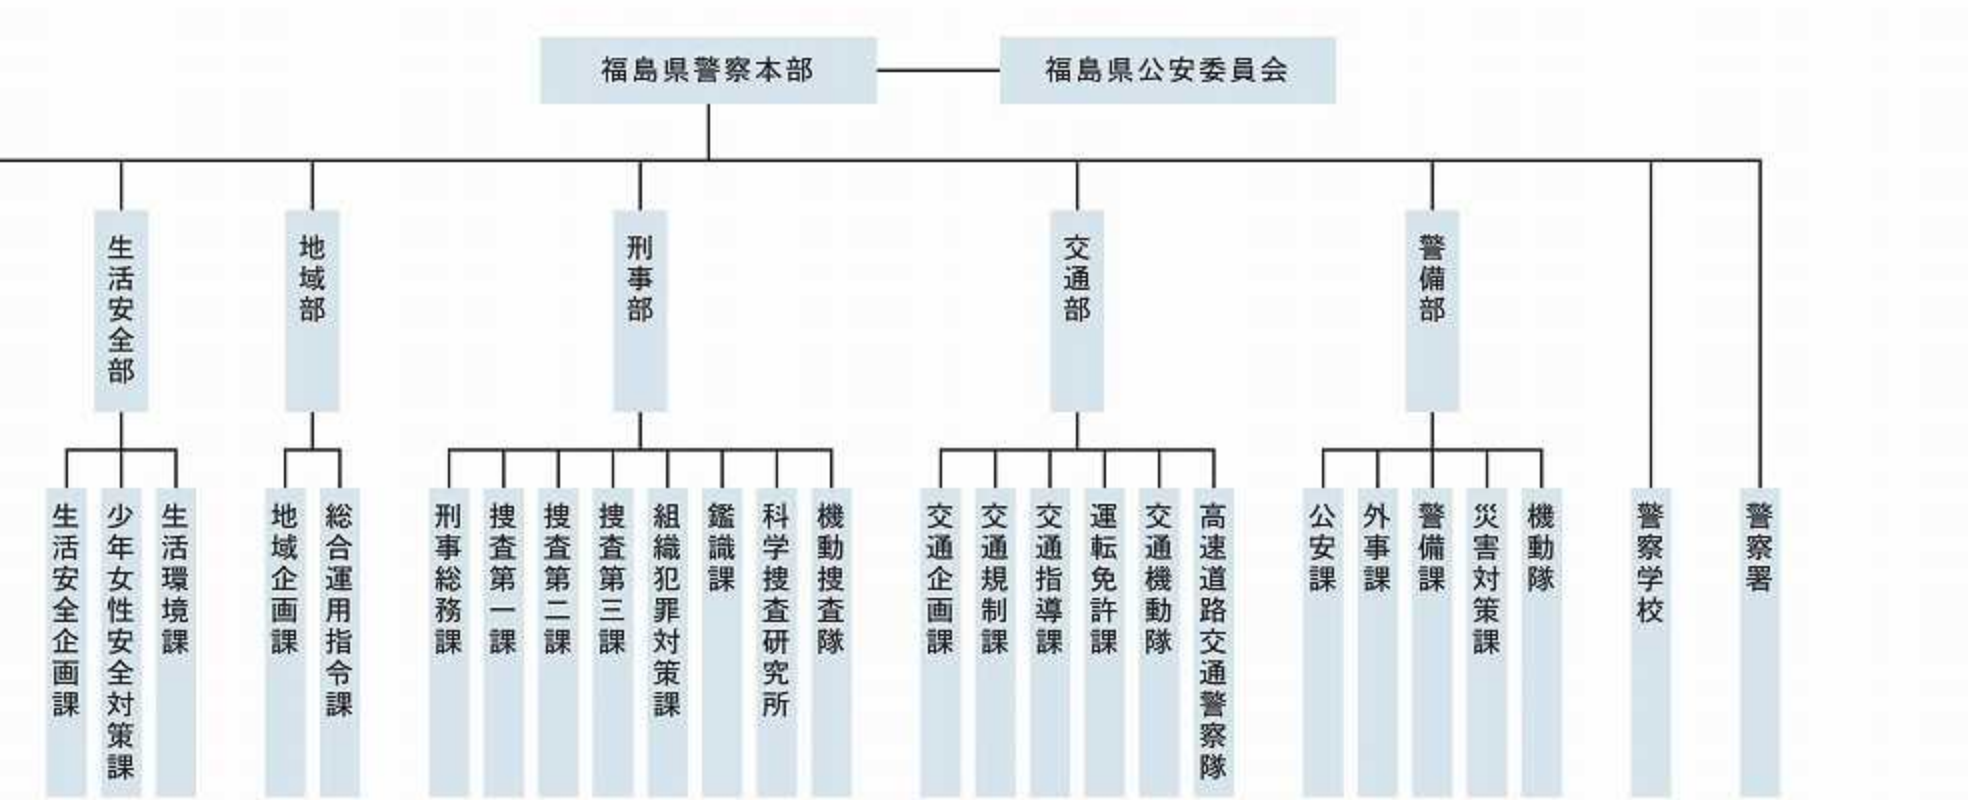 福島県警察本部
福島県公安委員会
生活安全部
地域部
刑事部
交通部
警備部
生活安全企画課
少年女性安全対策課
生活環境課
地域企画課
総合運用指令課
刑事総務課
捜査第一課
捜査第二課
捜査第三課
組織犯罪対策課
鑑識課
科学捜査研究所
機動捜査隊
交通企画課
交通規制課
交通指導課
運転免許課
交通機動隊
高速道路交通警察隊
公安課
外事課
警備課
災害対策課
機動隊
警察学校
警察署